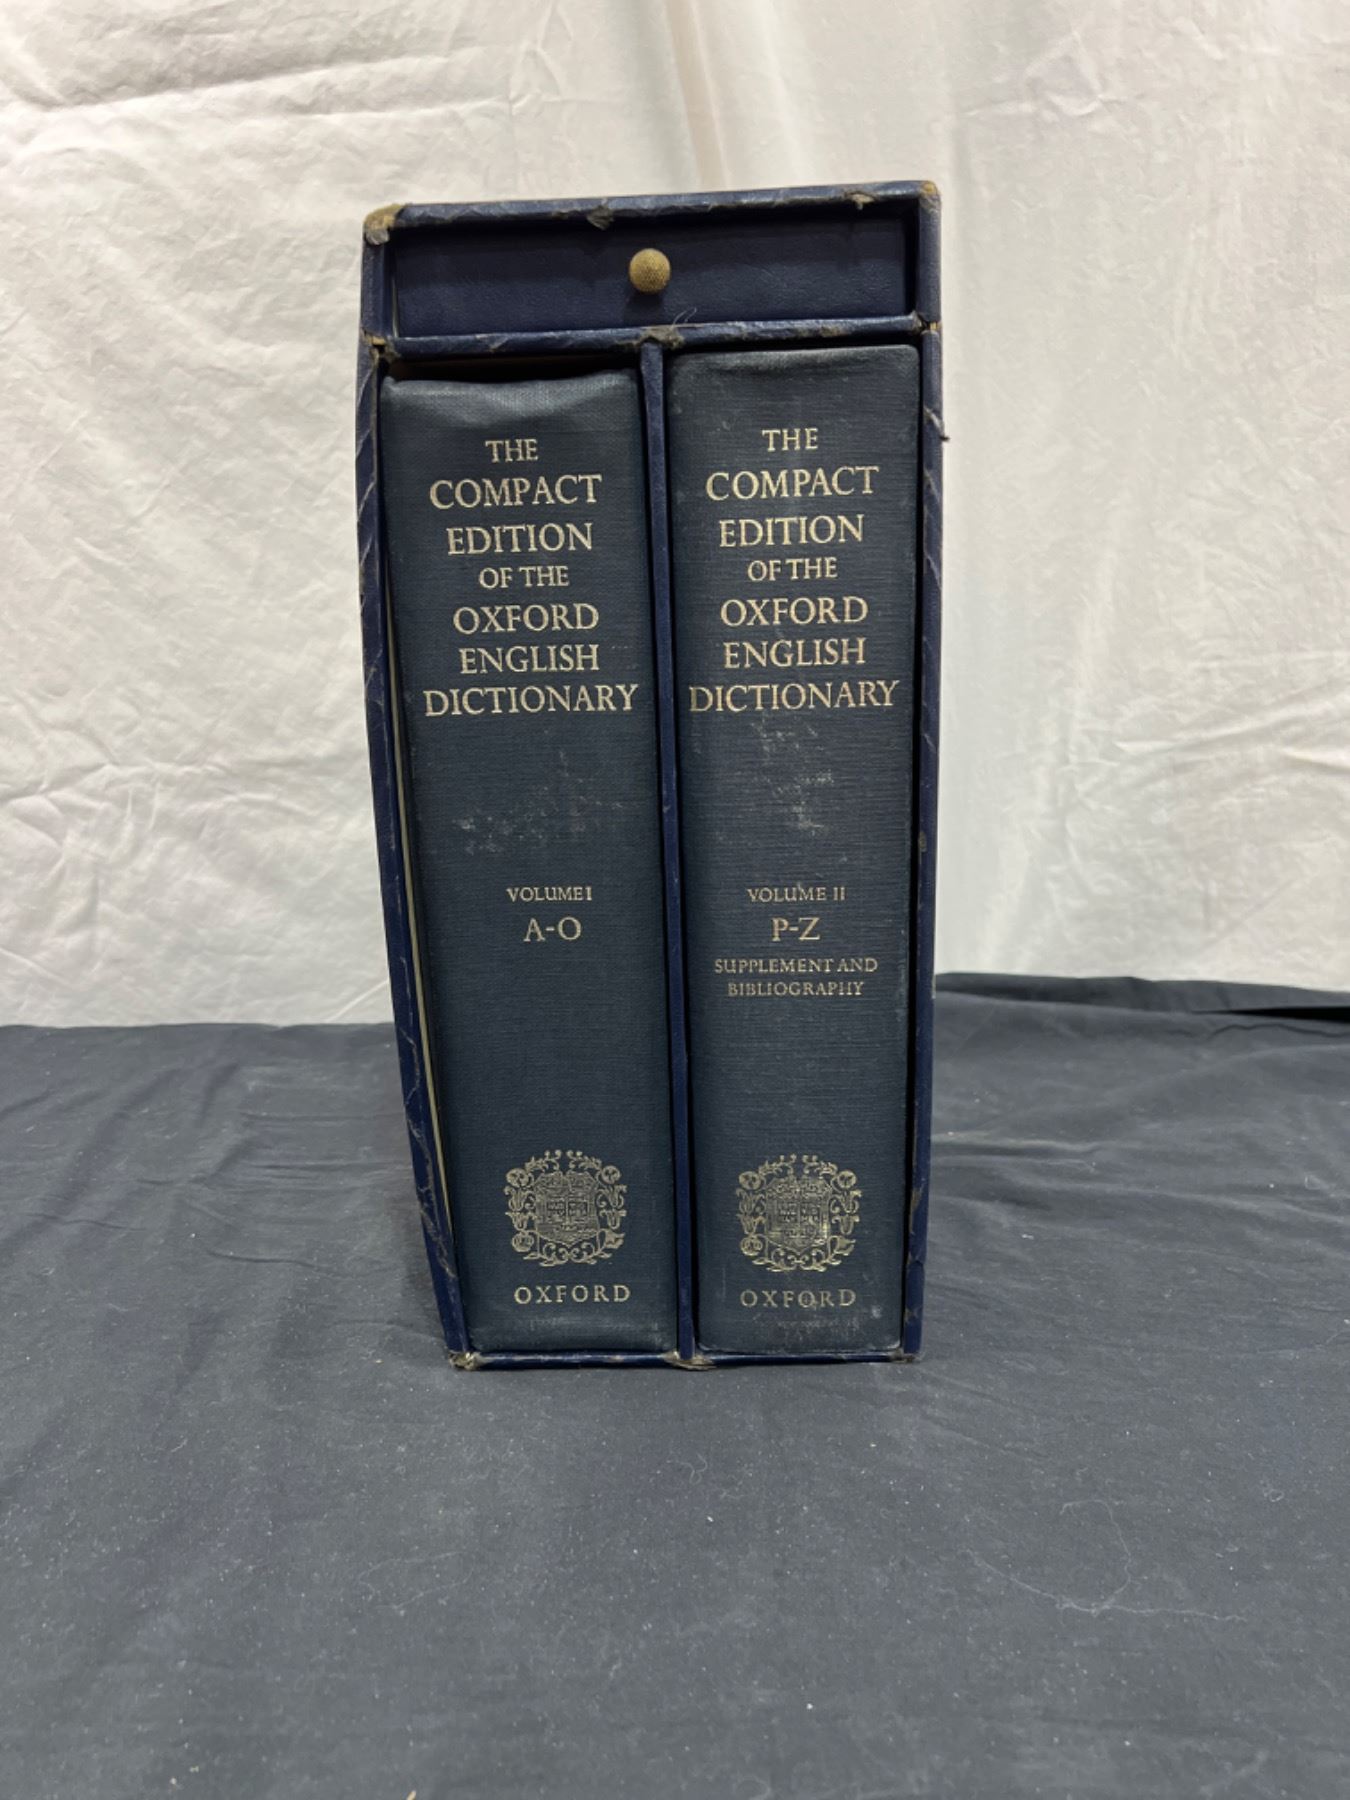 THE
COMPACT
EDITION
OF THE
OXFORD
ENGLISH
DICTIONARY
VOLUME I
A-O
OXFORD
THE
COMPACT
EDITION
OF THE
OXFORD
ENGLISH
DICTIONARY
VOLUME II
P-Z
SUPPLEMENT AND
BIBLIOGRAPHY
OXFORD